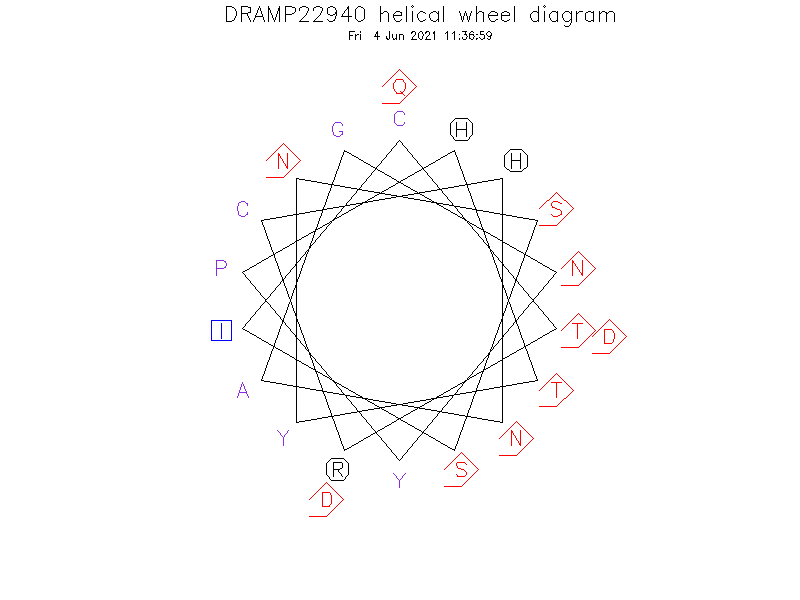 DRAMP22940 helical wheel diagram
Fri 4 Jun 2021 11:36:59
Q
G C H
N H
C S
P N
I T D
A T
Y N
R Y S
D